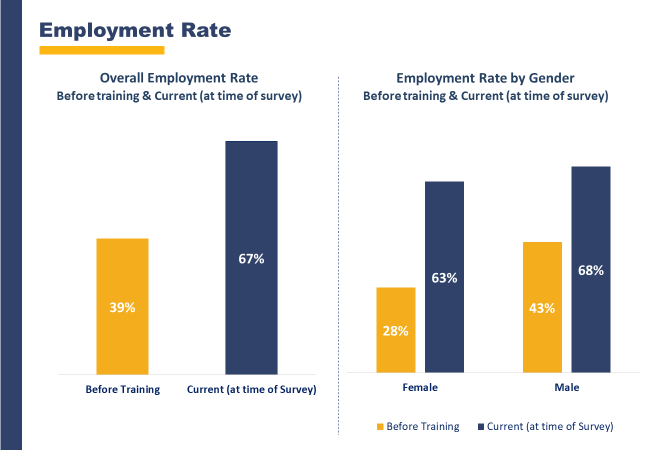 Employment Rate
Overall Employment Rate
Before training & Current (at time of survey)
39%
67%
Before Training
Current (at time of Survey)
Employment Rate by Gender
Before training & Current (at time of survey)
28%
63%
43%
68%
Female
Male
Before Training
Current (at time of Survey)